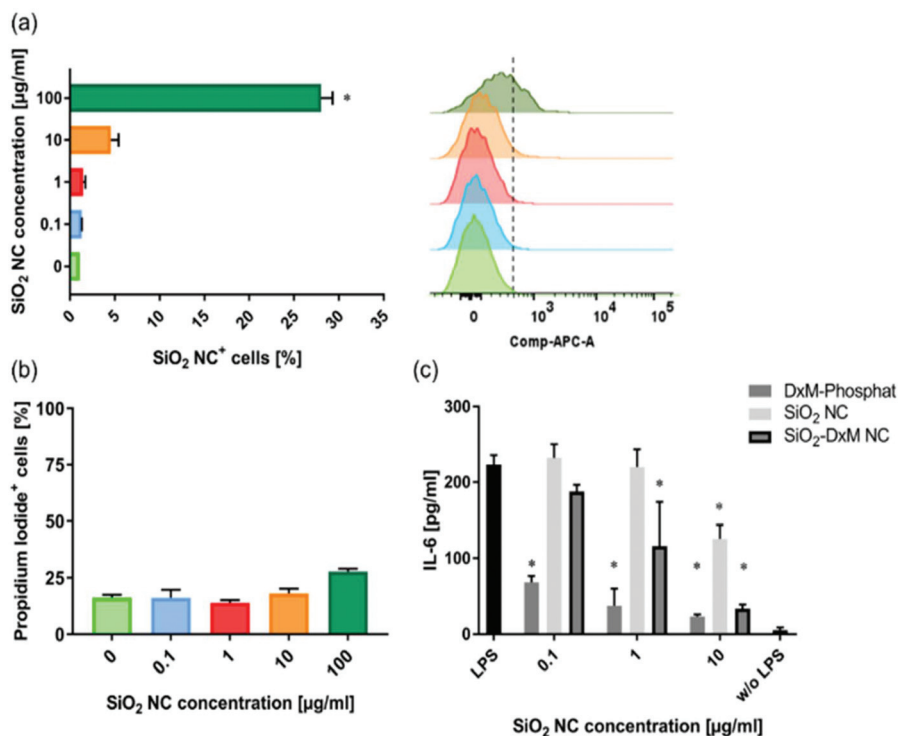 (a)
SiO₂ NC concentration [µg/ml]
100
10
1
0.1
0
*
0 5 10 15 20 25 30 35
SiO₂ NC⁺ cells [%]
0 10³ 10⁴ 10⁵
Comp-APC-A
(b)
Propidium Iodide⁺ cells [%]
100
75
50
25
0
0 0.1 1 10 100
SiO₂ NC concentration [µg/ml]
(c)
DxM-Phosphat
SiO₂ NC
SiO₂-DxM NC
IL-6 [pg/ml]
300
200
100
0
* * * * * *
LPS 0.1 1 10 w/o LPS
SiO₂ NC concentration [µg/ml]